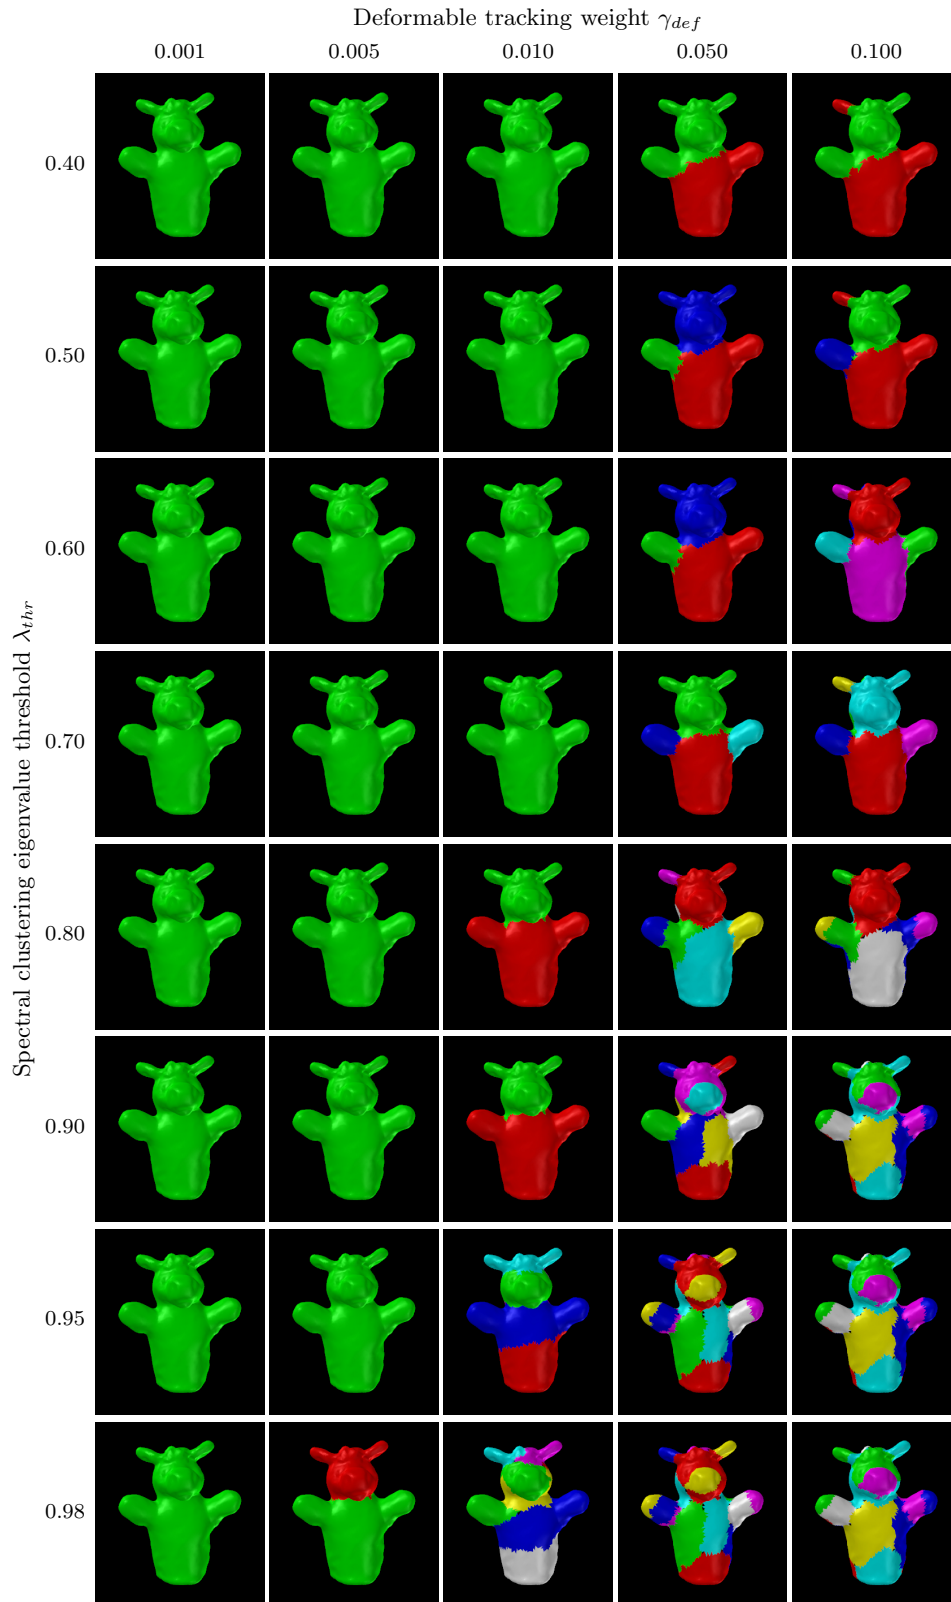 Deformable tracking weight γ_def
0.001 0.005 0.010 0.050 0.100
Spectral clustering eigenvalue threshold λ_thr
0.40
0.50
0.60
0.70
0.80
0.90
0.95
0.98